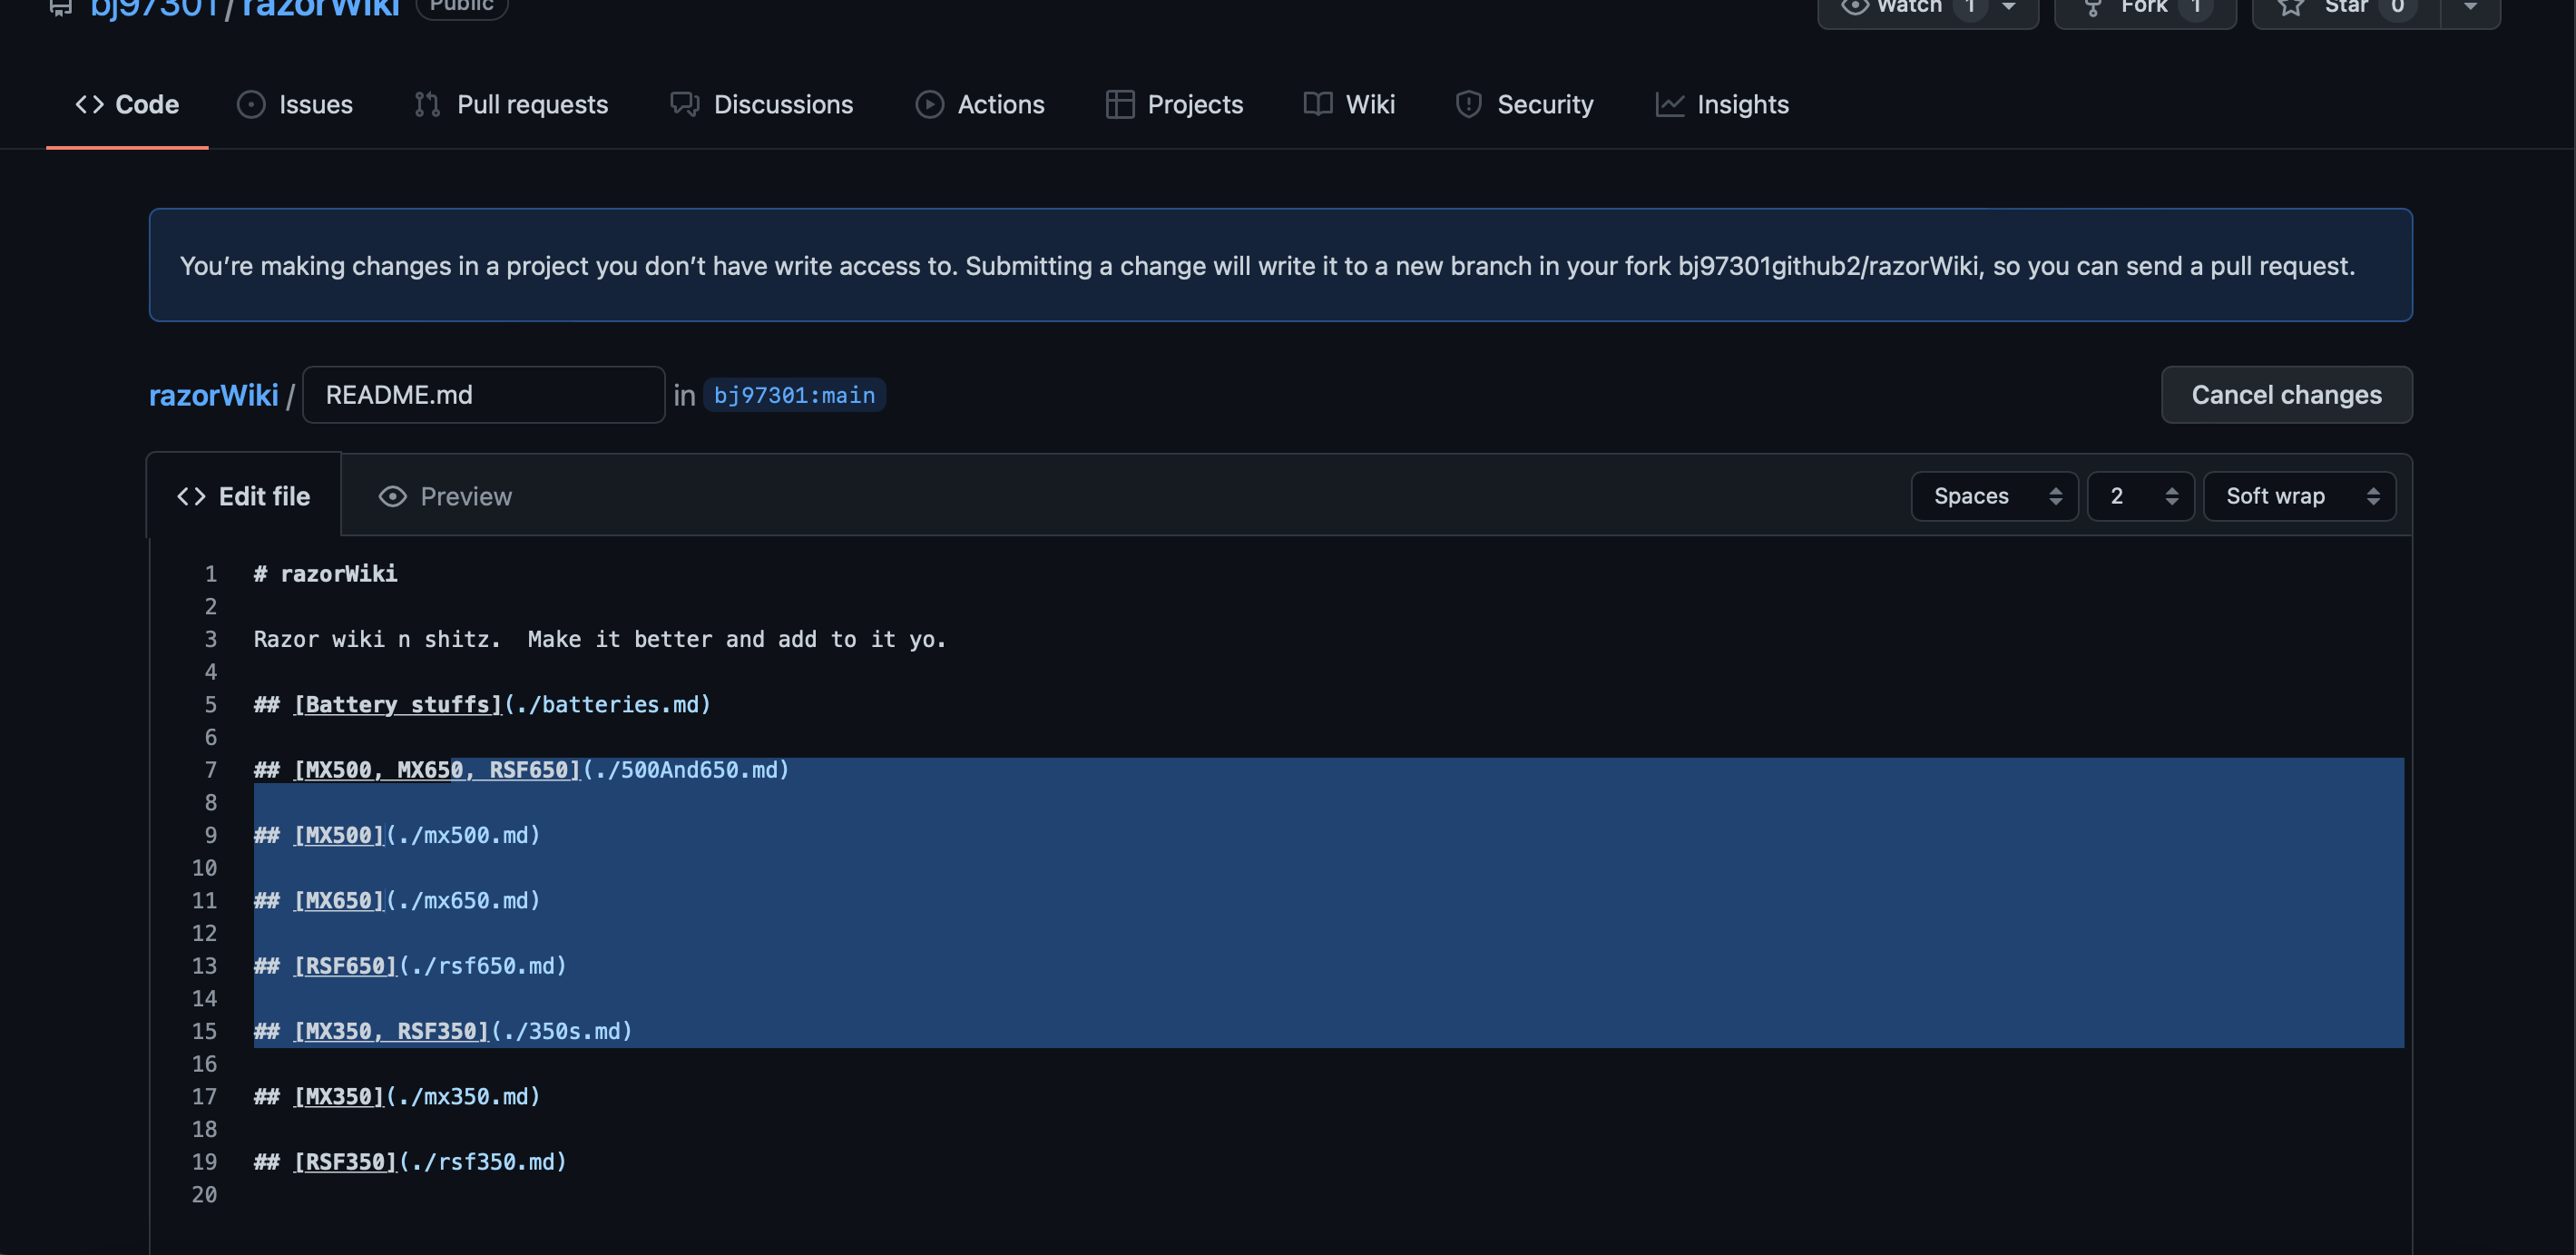 bj97301/razorWiki Public Watch 1 Fork 1 Star 0
Code Issues Pull requests Discussions Actions Projects Wiki Security Insights
You’re making changes in a project you don’t have write access to. Submitting a change will write it to a new branch in your fork bj97301github2/razorWiki, so you can send a pull request.
razorWiki / README.md in bj97301:main Cancel changes
Edit file Preview Spaces 2 Soft wrap
1 # razorWiki
2
3 Razor wiki n shitz.  Make it better and add to it yo.
4
5 ## [Battery stuffs](./batteries.md)
6
7 ## [MX500, MX650, RSF650](./500And650.md)
8
9 ## [MX500](./mx500.md)
10
11 ## [MX650](./mx650.md)
12
13 ## [RSF650](./rsf650.md)
14
15 ## [MX350, RSF350](./350s.md)
16
17 ## [MX350](./mx350.md)
18
19 ## [RSF350](./rsf350.md)
20